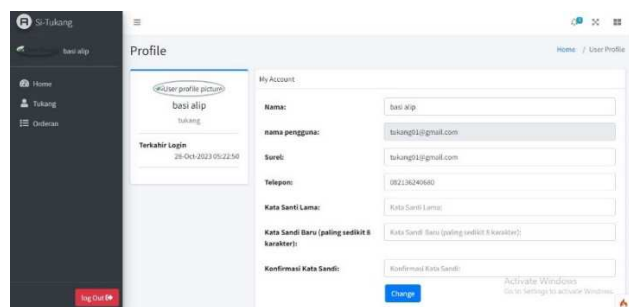 Si-Tukang
basi alip
Home
Tukang
Orderan
log Out
Profile
Home / User Profile
User profile picture
basi alip
tukang
Terkahir Login
28-Oct-2023 05:22:50
My Account
Nama:
basi alip
nama pengguna:
tukang01@gmail.com
Surel:
tukang01@gmail.com
Telepon:
082136240680
Kata Santi Lama:
Kata Santi Lama:
Kata Sandi Baru (paling sedikit 8
karakter):
Kata Sandi Baru (paling sedikit 8 karakter):
Konfirmasi Kata Sandi:
Konfirmasi Kata Sandi:
Change
Activate Windows
Go to Settings to activate Windows.